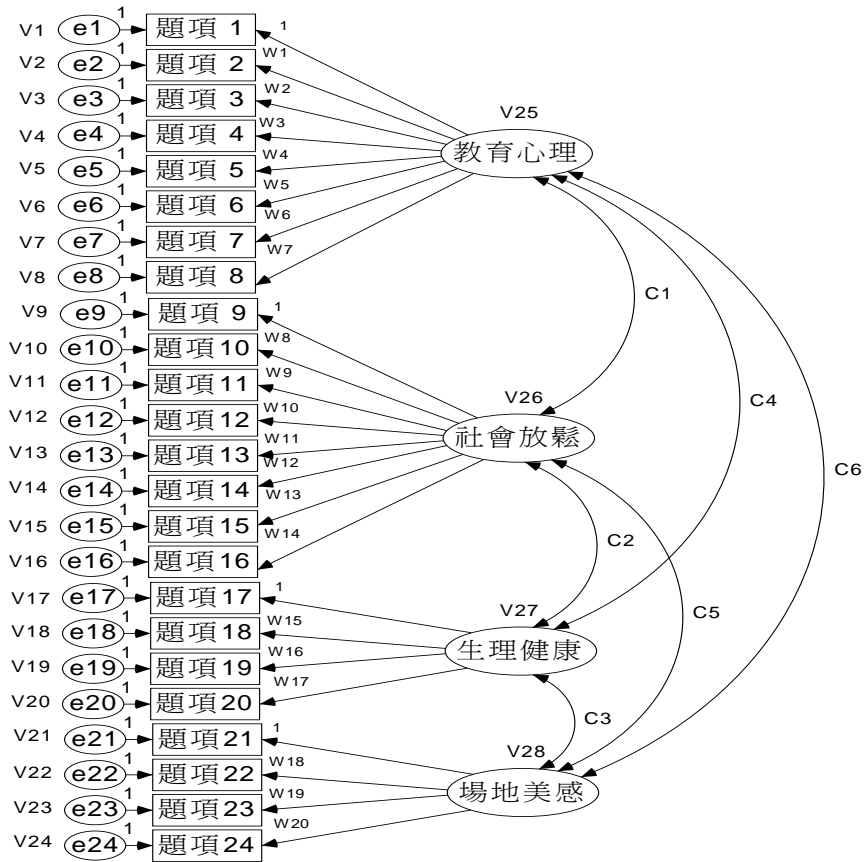 V1 e1 1 題項 1 1
V2 e2 1 題項 2 W1
V3 e3 1 題項 3 W2
V4 e4 1 題項 4 W3
V5 e5 1 題項 5 W4
V6 e6 1 題項 6 W5
V7 e7 1 題項 7 W6
V8 e8 1 題項 8 W7
V25
教育心理
V9 e9 1 題項 9 1
V10 e10 1 題項10 W8
V11 e11 1 題項11 W9
V12 e12 1 題項12 W10
V13 e13 1 題項13 W11
V14 e14 1 題項14 W12
V15 e15 1 題項15 W13
V16 e16 1 題項16 W14
V26
社會放鬆
V17 e17 1 題項17 1
V18 e18 1 題項18 W15
V19 e19 1 題項19 W16
V20 e20 1 題項20 W17
V27
生理健康
V21 e21 1 題項21 1
V22 e22 1 題項22 W18
V23 e23 1 題項23 W19
V24 e24 1 題項24 W20
V28
場地美感
C1
C4
C6
C2
C5
C3